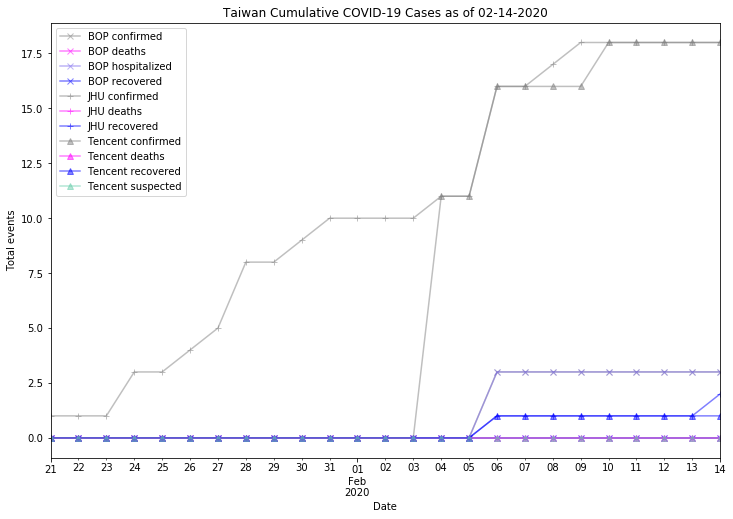 Taiwan Cumulative COVID-19 Cases as of 02-14-2020
BOP confirmed
BOP deaths
BOP hospitalized
BOP recovered
JHU confirmed
JHU deaths
JHU recovered
Tencent confirmed
Tencent deaths
Tencent recovered
Tencent suspected
17.5
15.0
12.5
10.0
7.5
5.0
2.5
0.0
Total events
21 22 23 24 25 26 27 28 29 30 31 01 02 03 04 05 06 07 08 09 10 11 12 13 14
Feb
2020
Date